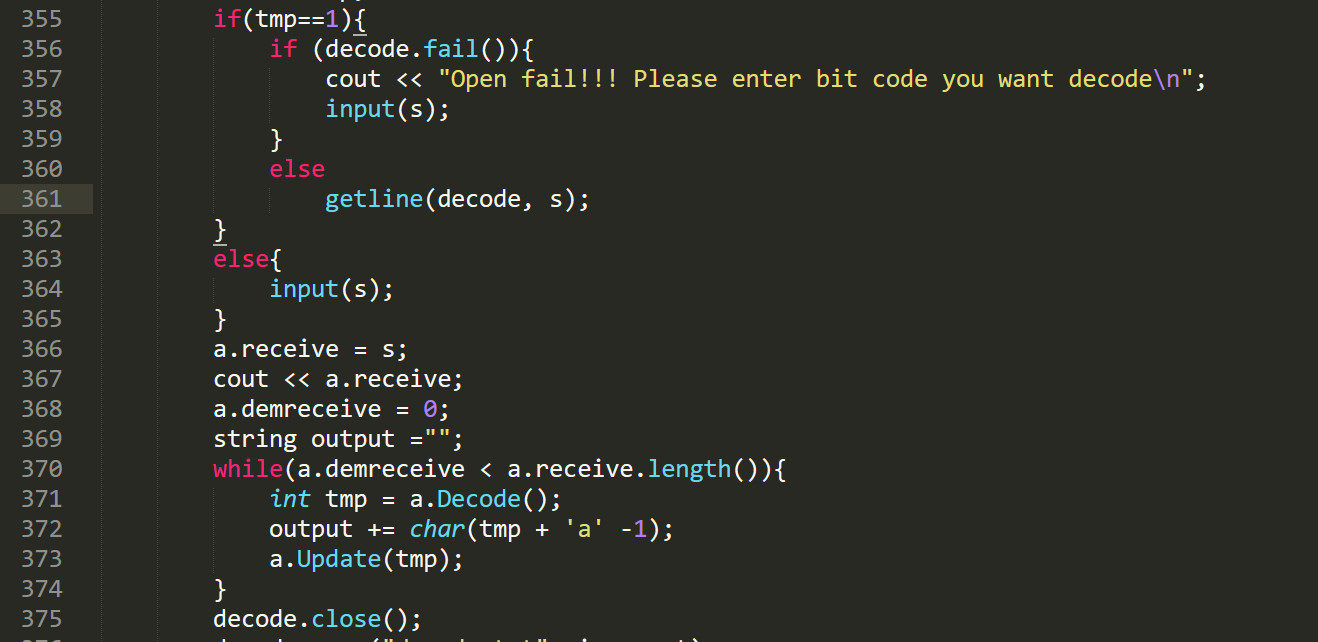 355 if(tmp==1){
356 if (decode.fail()){
357 cout << "Open fail!!! Please enter bit code you want decode\n";
358 input(s);
359 }
360 else
361 getline(decode, s);
362 }
363 else{
364 input(s);
365 }
366 a.receive = s;
367 cout << a.receive;
368 a.demreceive = 0;
369 string output ="";
370 while(a.demreceive < a.receive.length()){
371 int tmp = a.Decode();
372 output += char(tmp + 'a' -1);
373 a.Update(tmp);
374 }
375 decode.close();